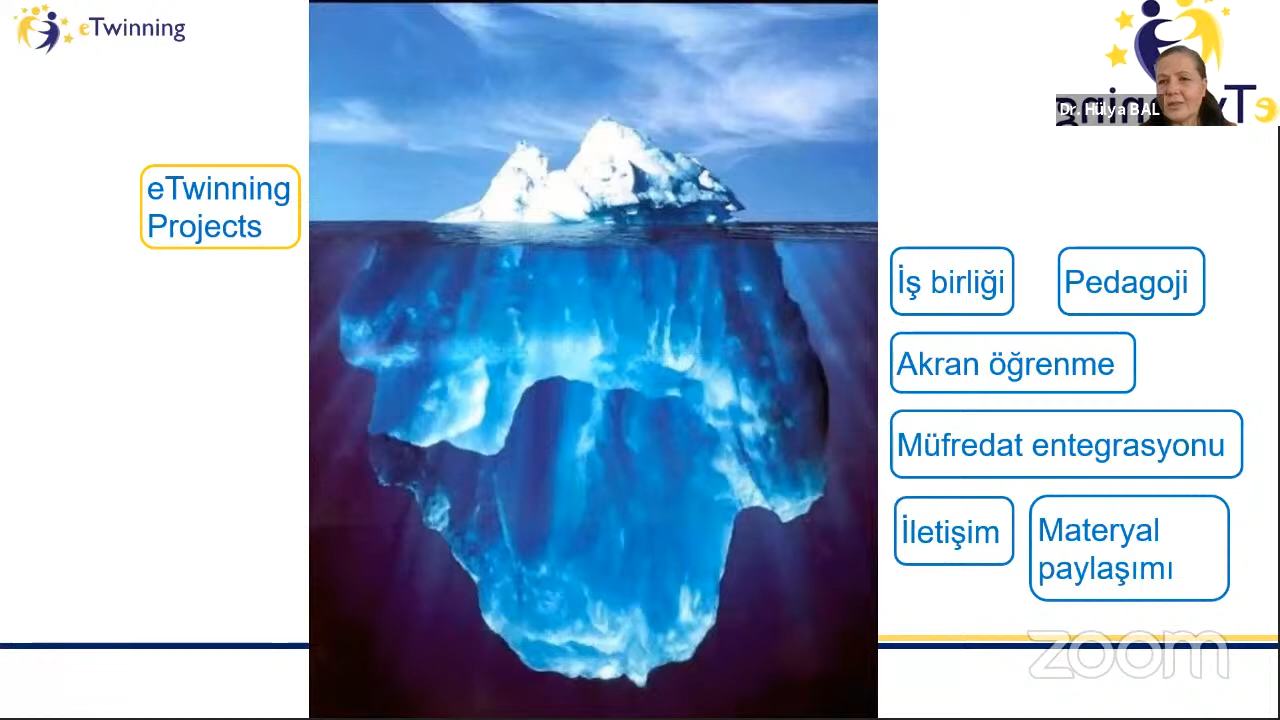 eTwinning
Dr. Hülya BAL
eTwinning
Projects
İş birliği
Pedagoji
Akran öğrenme
Müfredat entegrasyonu
İletişim
Materyal
paylaşımı
zoom